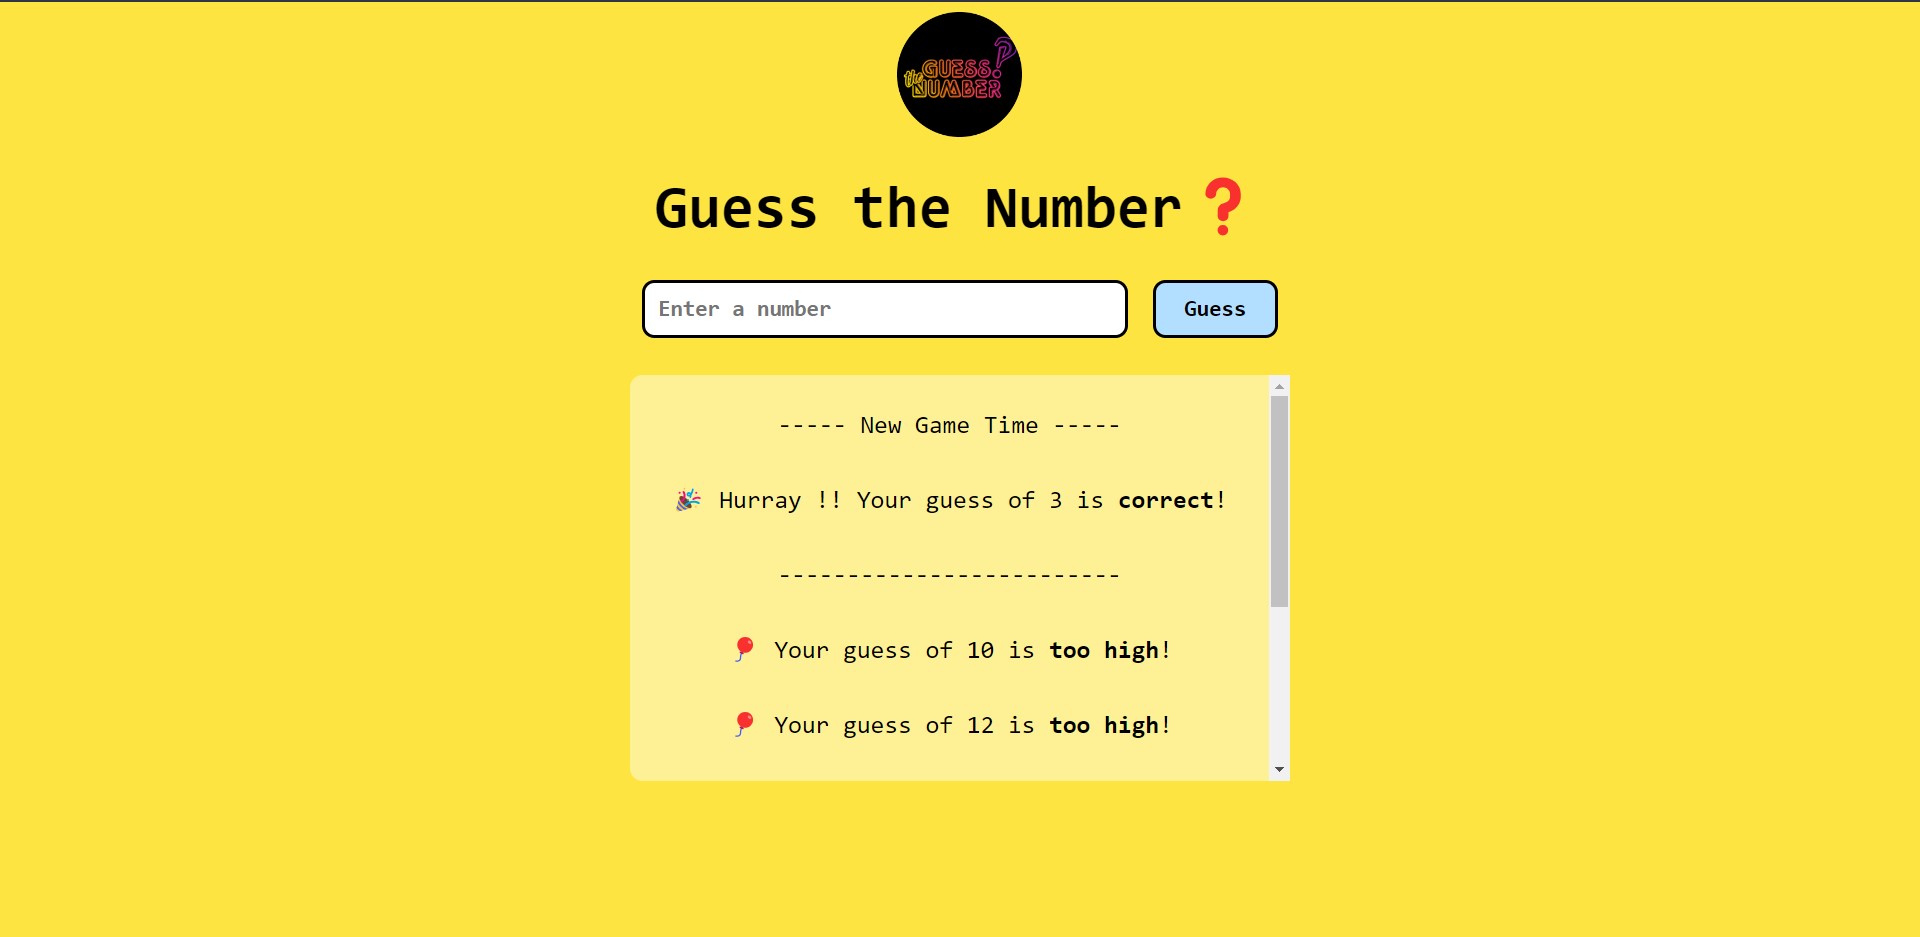 the GUESS?
NUMBER
Guess the Number❓
Enter a number
Guess
----- New Game Time -----
🎉 Hurray !! Your guess of 3 is correct!
-------------------------
🎈 Your guess of 10 is too high!
🎈 Your guess of 12 is too high!